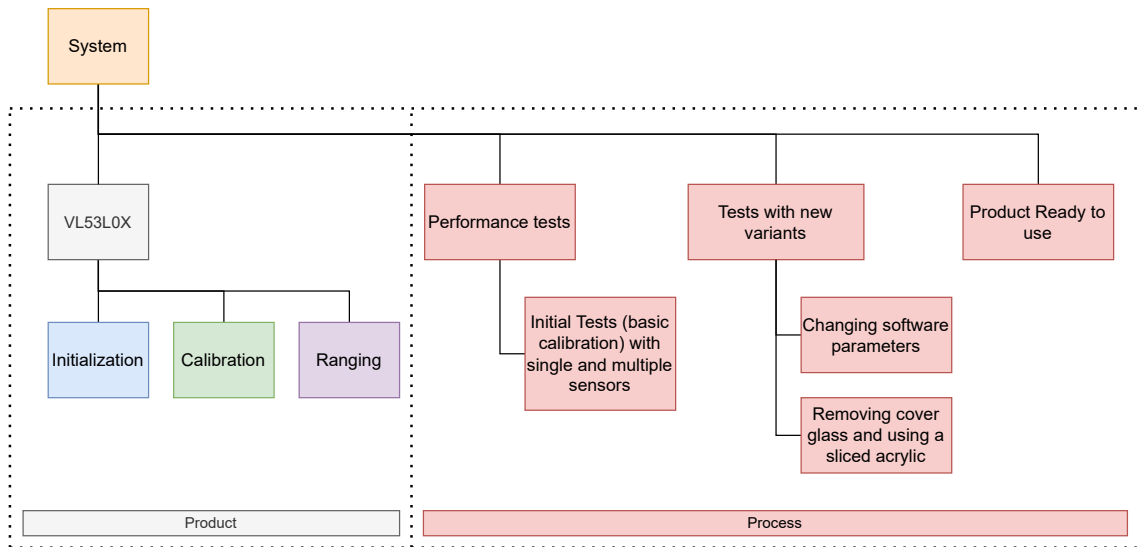 System
VL53L0X
Performance tests
Tests with new
variants
Product Ready to
use
Initialization
Calibration
Ranging
Initial Tests (basic
calibration) with
single and multiple
sensors
Changing software
parameters
Removing cover
glass and using a
sliced acrylic
Product
Process